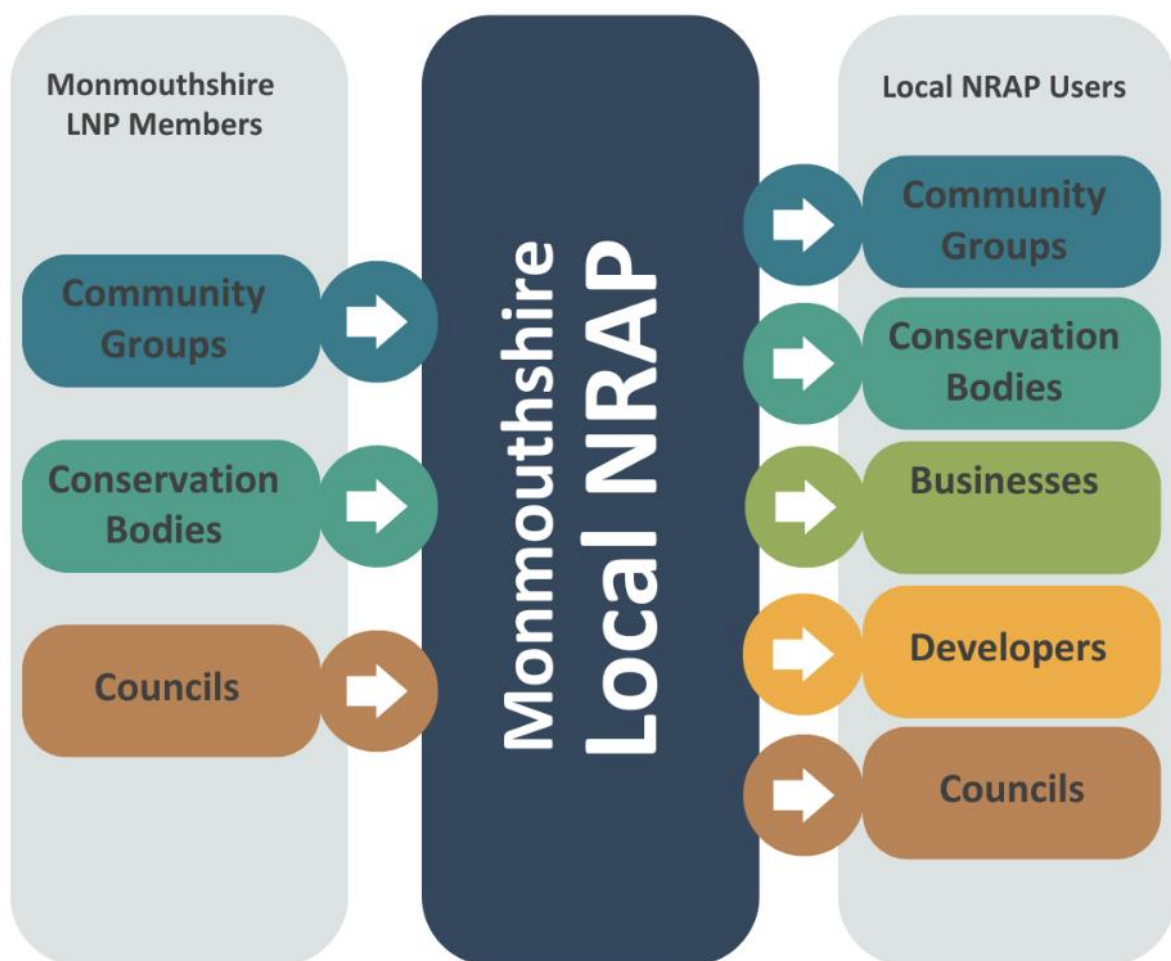 Monmouthshire
LNP Members
Community
Groups
Conservation
Bodies
Councils
Monmouthshire
Local NRAP
Local NRAP Users
Community
Groups
Conservation
Bodies
Businesses
Developers
Councils